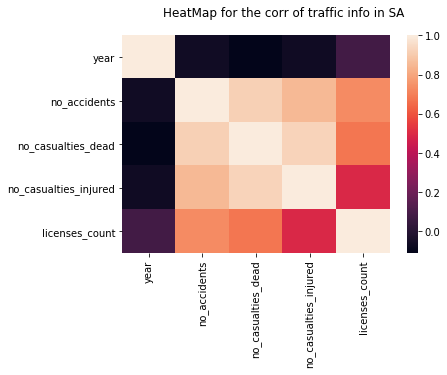 HeatMap for the corr of traffic info in SA
year
no_accidents
no_casualties_dead
no_casualties_injured
licenses_count
year
no_accidents
no_casualties_dead
no_casualties_injured
licenses_count
1.0
0.8
0.6
0.4
0.2
0.0